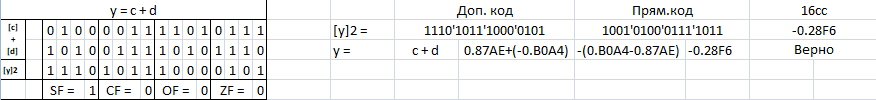 y = c + d Доп. код Прям.код 16сс
[c] 0 1 0 0 0 0 1 1 1 1 0 1 0 1 1 1 [y]2 = 1110'1011'1000'0101 1001'0100'0111'1011 -0.28F6
+
[d] 1 0 1 0 0 1 1 1 1 0 1 0 1 1 1 0 y = c + d 0.87AE+(-0.B0A4) -(0.B0A4-0.87AE) -0.28F6 Верно
[y]2 1 1 1 0 1 0 1 1 1 0 0 0 0 1 0 1
SF = 1 CF = 0 OF = 0 ZF = 0